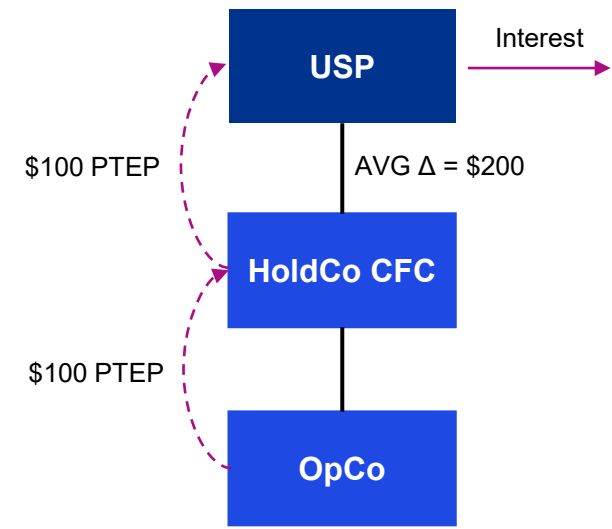 USP
Interest
$100 PTEP
AVG Δ = $200
HoldCo CFC
$100 PTEP
OpCo